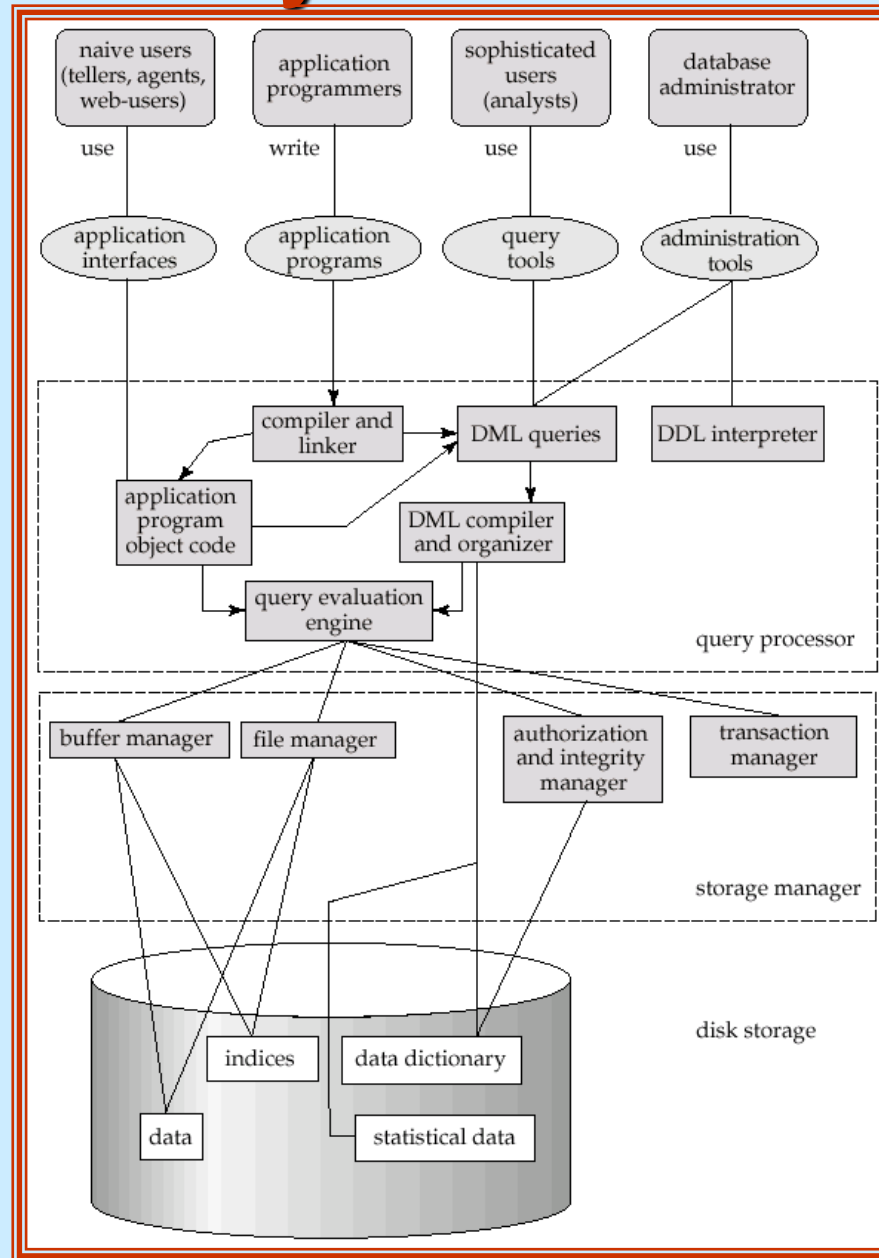 naive users
(tellers, agents,
web-users)
application
programmers
sophisticated
users
(analysts)
database
administrator
use
write
use
use
application
interfaces
application
programs
query
tools
administration
tools
compiler and
linker
DML queries
DDL interpreter
application
program
object code
DML compiler
and organizer
query evaluation
engine
query processor
buffer manager
file manager
authorization
and integrity
manager
transaction
manager
storage manager
disk storage
indices
data dictionary
data
statistical data